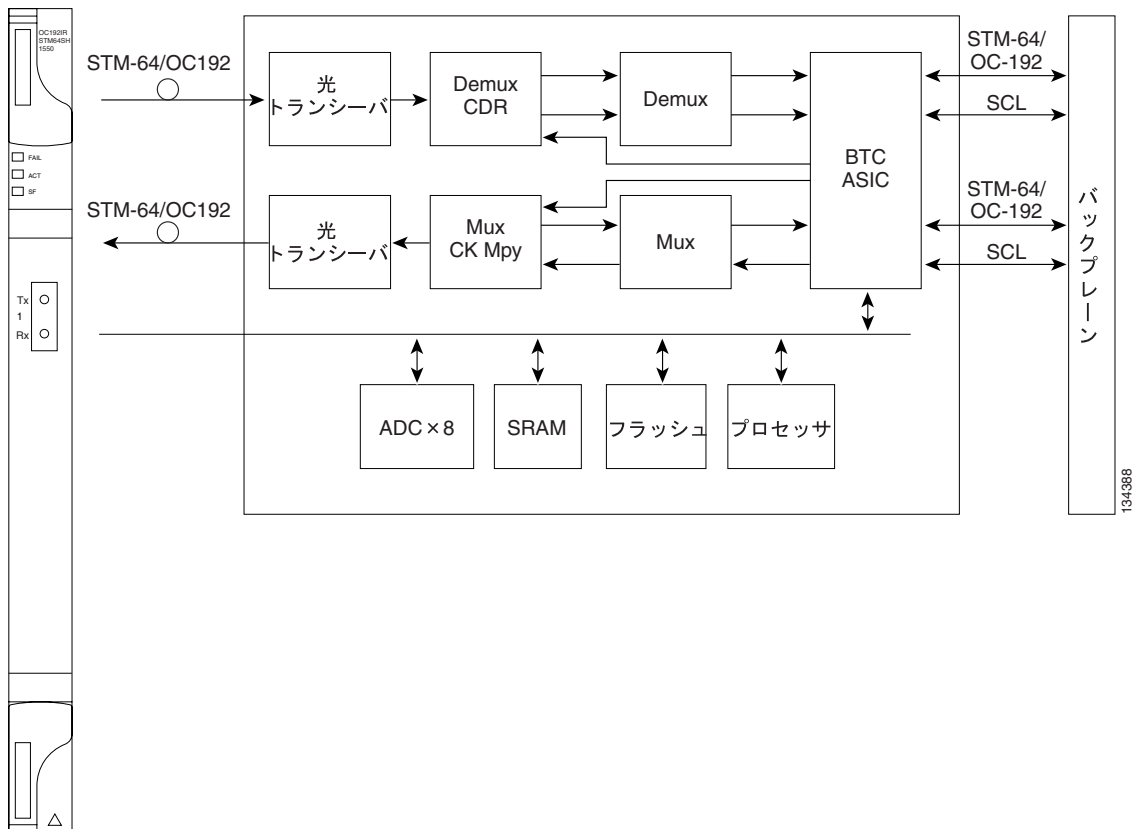 OC192IR
STM64SH
1550
FAIL
ACT
SF
Tx
1
Rx
STM-64/OC192
光
トランシーバ
Demux
CDR
Demux
BTC
ASIC
STM-64/
OC-192
SCL
STM-64/OC192
光
トランシーバ
Mux
CK Mpy
Mux
STM-64/
OC-192
SCL
バックプレーン
ADC×8
SRAM
フラッシュ
プロセッサ
134388